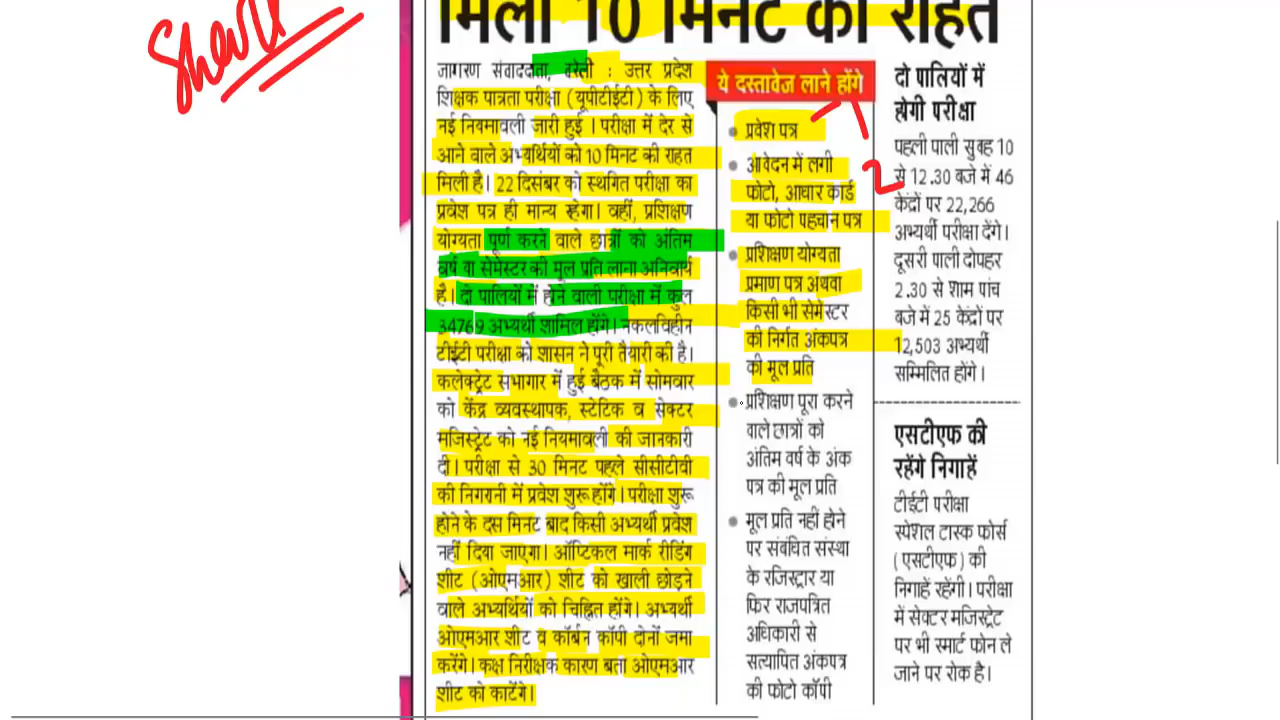 मिली 10 मिनट की राहत
जागरण संवाददाता, बरेली : उत्तर प्रदेश
शिक्षक पात्रता परीक्षा (यूपीटीईटी) के लिए
नई नियमावली जारी हुई। परीक्षा में देर से
आने वाले अभ्यर्थियों को 10 मिनट की राहत
मिली है। 22 दिसंबर को स्थगित परीक्षा का
प्रवेश पत्र ही मान्य रहेगा। वहीं, प्रशिक्षण
योग्यता पूर्ण करने वाले छात्रों को अंतिम
वर्ष वा सेमेस्टर की मूल प्रति लाना अनिवार्य
है। दो पालियों में होने वाली परीक्षा में कुल
34769 अभ्यर्थी शामिल होंगे। नकलविहीन
टीईटी परीक्षा को शासन ने पूरी तैयारी की है।
कलेक्ट्रेट सभागार में हुई बैठक में सोमवार
को केंद्र व्यवस्थापक, स्टेटिक व सेक्टर
मजिस्ट्रेट को नई नियमावली की जानकारी
दी। परीक्षा से 30 मिनट पहले सीसीटीवी
की निगरानी में प्रवेश शुरू होंगे। परीक्षा शुरू
होने के दस मिनट बाद किसी अभ्यर्थी प्रवेश
नहीं दिया जाएगा। ऑप्टिकल मार्क रीडिंग
शीट (ओएमआर) शीट को खाली छोड़ने
वाले अभ्यर्थियों को चिह्नित होंगे। अभ्यर्थी
ओएमआर शीट व कॉर्बन कॉपी दोनों जमा
करेंगे। कक्ष निरीक्षक कारण बता ओएमआर
शीट को काटेंगे।
ये दस्तावेज लाने होंगे
• प्रवेश पत्र
1
• आवेदन में लगी
फोटो, आधार कार्ड
या फोटो पहचान पत्र
2
• प्रशिक्षण योग्यता
प्रमाण पत्र अथवा
किसी भी सेमेस्टर
की निर्गत अंकपत्र
की मूल प्रति
• प्रशिक्षण पूरा करने
वाले छात्रों को
अंतिम वर्ष के अंक
पत्र की मूल प्रति
• मूल प्रति नहीं होने
पर संबंधित संस्था
के रजिस्ट्रार या
फिर राजपत्रित
अधिकारी से
सत्यापित अंकपत्र
की फोटो कॉपी
दो पालियों में
होगी परीक्षा
पहली पाली सुबह 10
से 12.30 बजे में 46
केंद्रों पर 22,266
अभ्यर्थी परीक्षा देंगे।
दूसरी पाली दोपहर
2.30 से शाम पांच
बजे में 25 केंद्रों पर
12,503 अभ्यर्थी
सम्मिलित होंगे।
एसटीएफ की
रहेंगे निगाहें
टीईटी परीक्षा
स्पेशल टास्क फोर्स
(एसटीएफ) की
निगाहें रहेंगी। परीक्षा
में सेक्टर मजिस्ट्रेट
पर भी स्मार्ट फोन ले
जाने पर रोक है।